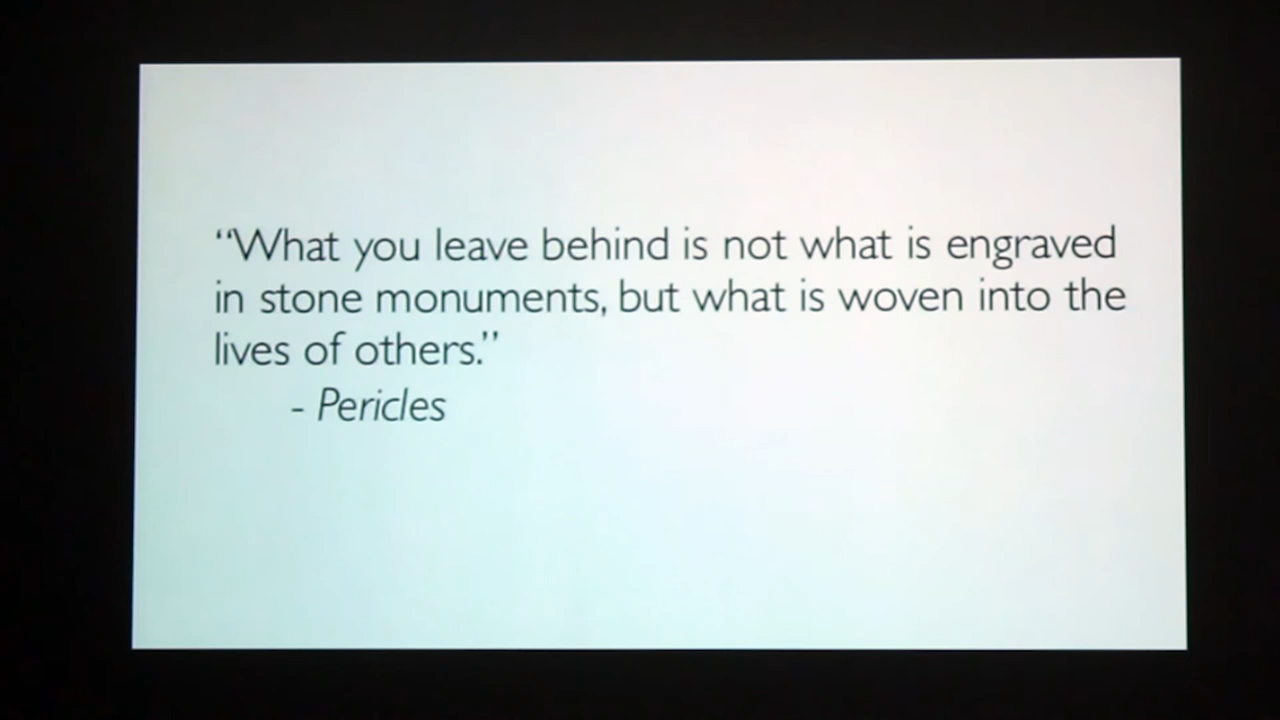 “What you leave behind is not what is engraved
in stone monuments, but what is woven into the
lives of others.”
- Pericles